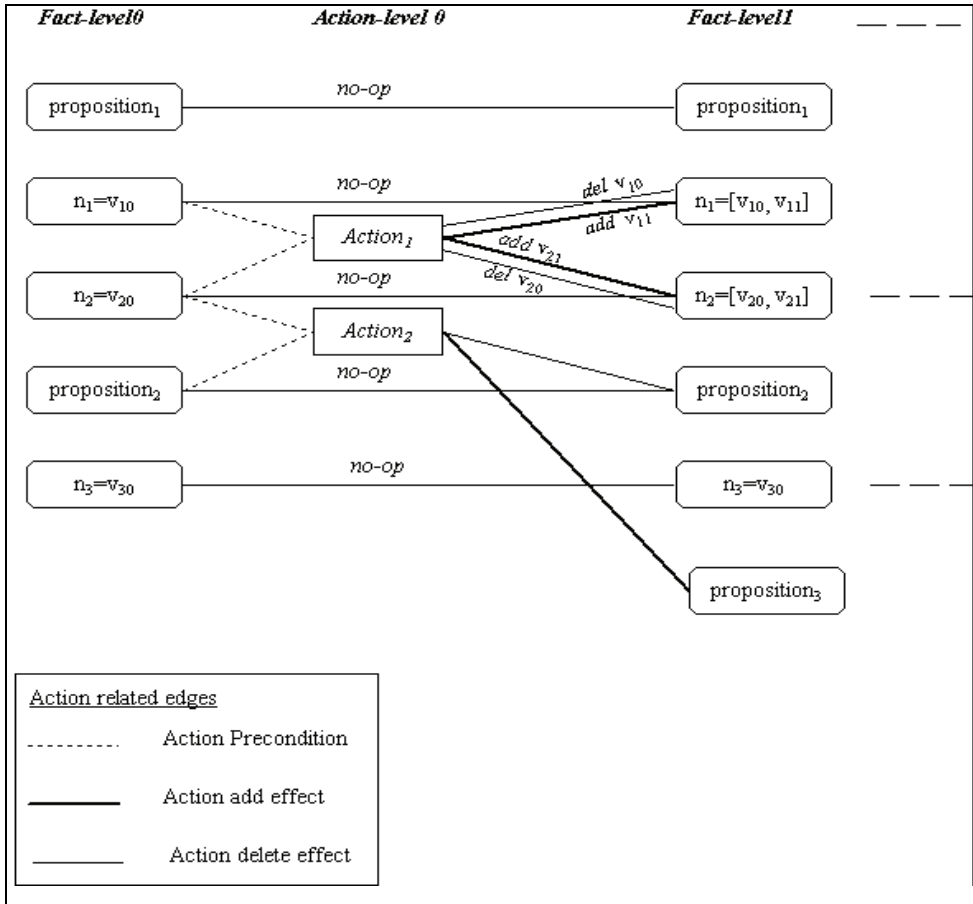 Fact-level0 Action-level 0 Fact-level1
no-op
proposition₁ proposition₁
no-op del v₁₀
n₁=v₁₀ n₁=[v₁₀, v₁₁]
add v₁₁
Action₁
add v₂₁
no-op del v₂₀
n₂=v₂₀ n₂=[v₂₀, v₂₁]
Action₂
no-op
proposition₂ proposition₂
no-op
n₃=v₃₀ n₃=v₃₀
proposition₃
Action related edges
Action Precondition
Action add effect
Action delete effect